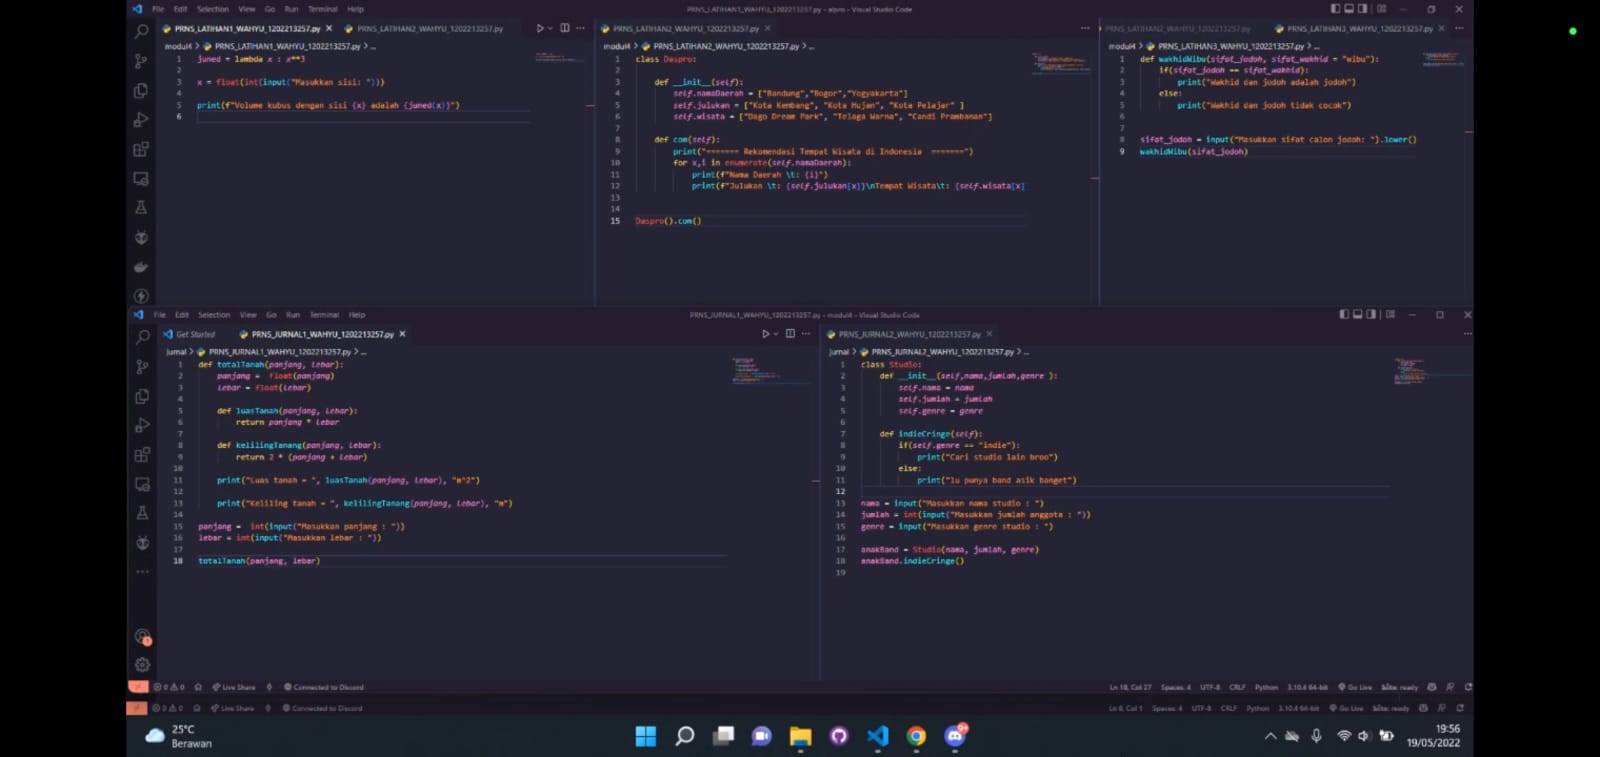 File Edit Selection View Go Run Terminal Help
PRNS_LATIHAN1_WAHYU_1202213257.py - alpro - Visual Studio Code
PRNS_LATIHAN1_WAHYU_1202213257.py
PRNS_LATIHAN2_WAHYU_1202213257.py
modul4 > PRNS_LATIHAN1_WAHYU_1202213257.py > ...
1 juned = lambda x : x**3
2
3 x = float(int(input("Masukkan sisi: ")))
4
5 print(f"Volume kubus dengan sisi {x} adalah {juned(x)}")
6
PRNS_LATIHAN2_WAHYU_1202213257.py
modul4 > PRNS_LATIHAN2_WAHYU_1202213257.py > ...
1 class Daspro:
2
3 def __init__(self):
4 self.namaDaerah = ["Bandung","Bogor","Yogyakarta"]
5 self.julukan = ["Kota Kembang", "Kota Hujan", "Kota Pelajar" ]
6 self.wisata = ["Dago Dream Park", "Telaga Warna", "Candi Prambanan"]
7
8 def com(self):
9 print("======= Rekomendasi Tempat Wisata di Indonesia  =======")
10 for x,i in enumerate(self.namaDaerah):
11 print(f"Nama Daerah \t: {i}")
12 print(f"Julukan \t: {self.julukan[x]}\nTempat Wisata\t: {self.wisata[x]
13
14
15 Daspro().com()
PRNS_LATIHAN2_WAHYU_1202213257.py
PRNS_LATIHAN3_WAHYU_1202213257.py
modul4 > PRNS_LATIHAN3_WAHYU_1202213257.py > ...
1 def wakhidWibu(sifat_jodoh, sifat_wakhid = "wibu"):
2 if(sifat_jodoh == sifat_wakhid):
3 print("Wakhid dan jodoh adalah jodoh")
4 else:
5 print("Wakhid dan jodoh tidak cocok")
6
7
8 sifat_jodoh = input("Masukkan sifat calon jodoh: ").lower()
9 wakhidWibu(sifat_jodoh)
File Edit Selection View Go Run Terminal Help
PRNS_JURNAL1_WAHYU_1202213257.py - modul4 - Visual Studio Code
Get Started
PRNS_JURNAL1_WAHYU_1202213257.py
jurnal > PRNS_JURNAL1_WAHYU_1202213257.py > ...
1 def totalTanah(panjang, lebar):
2 panjang =  float(panjang)
3 lebar = float(lebar)
4
5 def luasTanah(panjang, lebar):
6 return panjang * lebar
7
8 def kelilingTanang(panjang, lebar):
9 return 2 * (panjang + lebar)
10
11 print("Luas tanah = ", luasTanah(panjang, lebar), "m^2")
12
13 print("Keliling tanah = ", kelilingTanang(panjang, lebar), "m")
14
15 panjang =  int(input("Masukkan panjang : "))
16 lebar = int(input("Masukkan lebar : "))
17
18 totalTanah(panjang, lebar)
PRNS_JURNAL2_WAHYU_1202213257.py
jurnal > PRNS_JURNAL2_WAHYU_1202213257.py > ...
1 class Studio:
2 def __init__(self,nama,jumlah,genre ):
3 self.nama = nama
4 self.jumlah = jumlah
5 self.genre = genre
6
7 def indieCringe(self):
8 if(self.genre == "indie"):
9 print("Cari studio lain broo")
10 else:
11 print("lu punya band asik banget")
12
13 nama = input("Masukkan nama studio : ")
14 jumlah = int(input("Masukkan jumlah anggota : "))
15 genre = input("Masukkan genre studio : ")
16
17 anakBand = Studio(nama, jumlah, genre)
18 anakBand.indieCringe()
19
0 0 Live Share Connected to Discord Ln 18, Col 27 Spaces: 4 UTF-8 CRLF Python 3.10.4 64-bit Go Live kite: ready
0 0 Live Share Connected to Discord Ln 6, Col 1 Spaces: 4 UTF-8 CRLF Python 3.10.4 64-bit Go Live kite: ready
25°C
Berawan
19:56
19/05/2022